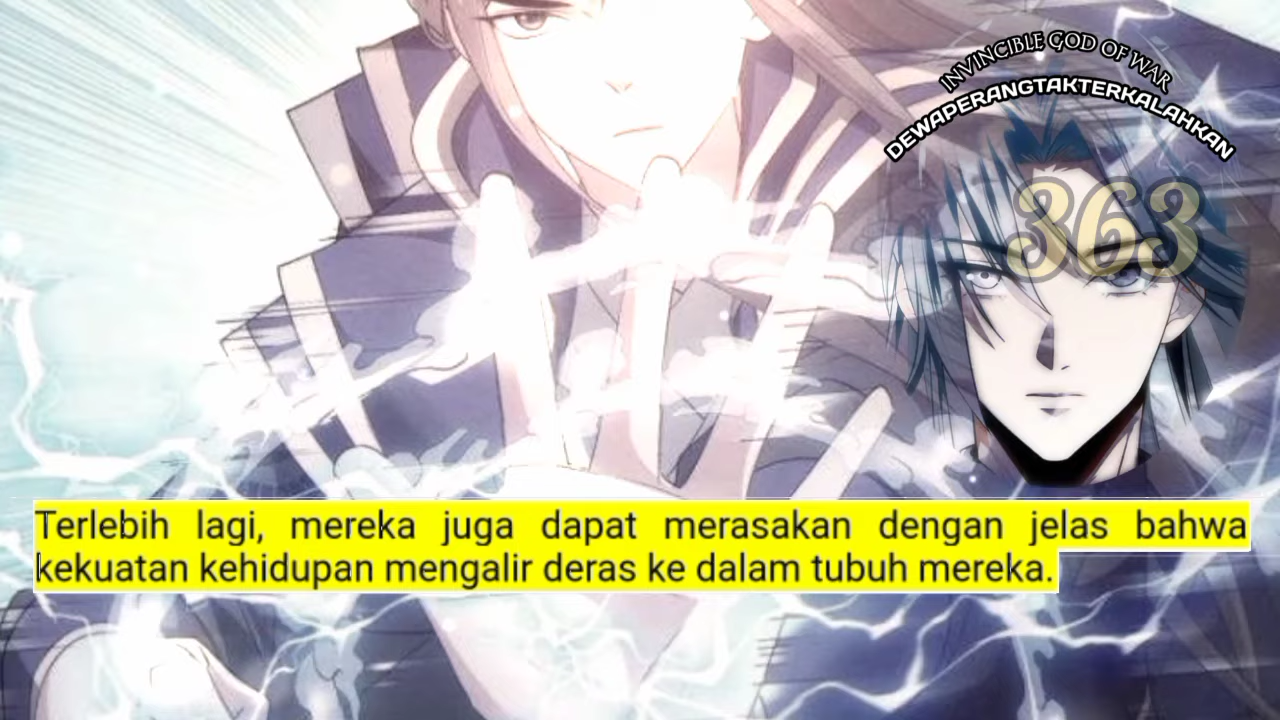 INVINCIBLE GOD OF WAR
DEWAPERANGTAKTERKALAHKAN
363
Terlebih lagi, mereka juga dapat merasakan dengan jelas bahwa
kekuatan kehidupan mengalir deras ke dalam tubuh mereka.